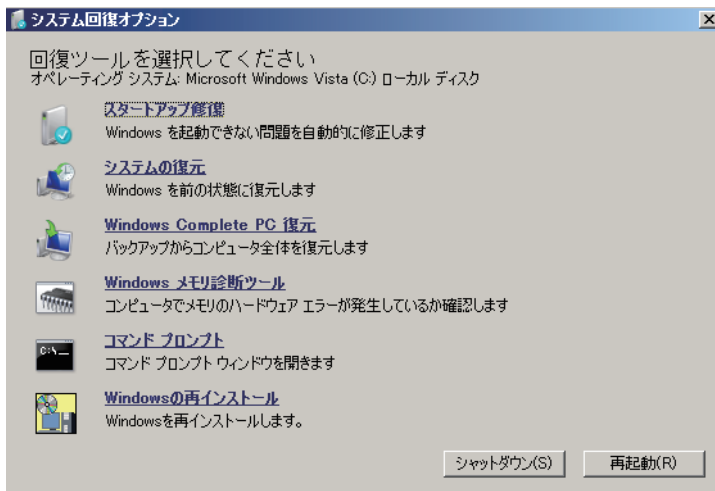 システム回復オプション
回復ツールを選択してください
オペレーティング システム: Microsoft Windows Vista (C:) ローカル ディスク
スタートアップ修復
Windows を起動できない問題を自動的に修正します
システムの復元
Windows を前の状態に復元します
Windows Complete PC 復元
バックアップからコンピュータ全体を復元します
Windows メモリ診断ツール
コンピュータでメモリのハードウェア エラーが発生しているか確認します
C:\_
コマンド プロンプト
コマンド プロンプト ウィンドウを開きます
Windowsの再インストール
Windowsを再インストールします。
シャットダウン(S)
再起動(R)